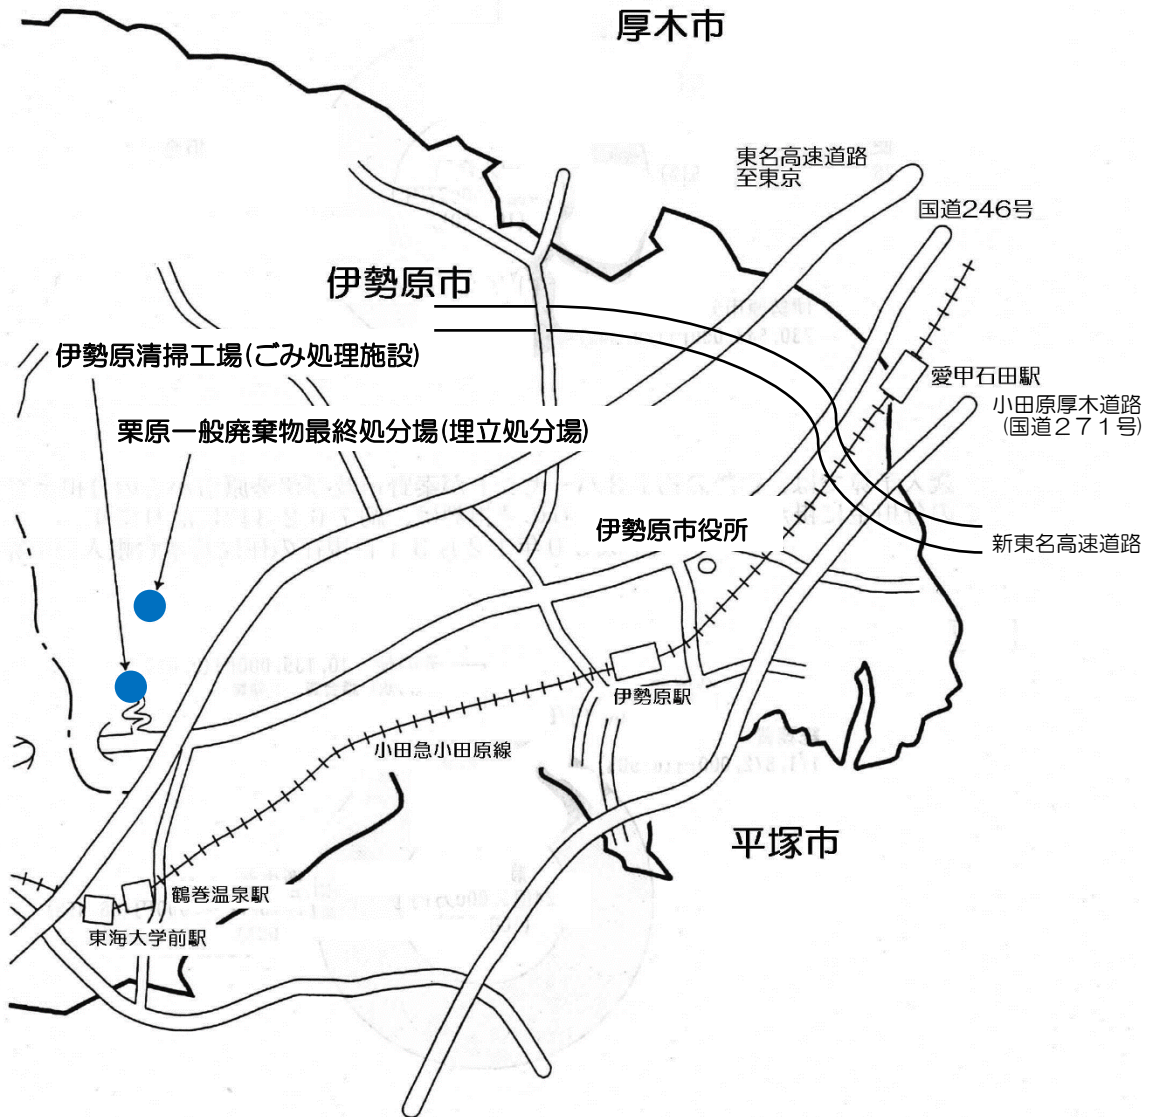 厚木市
東名高速道路
至東京
国道246号
伊勢原市
伊勢原清掃工場(ごみ処理施設)
愛甲石田駅
小田原厚木道路
(国道271号)
栗原一般廃棄物最終処分場(埋立処分場)
伊勢原市役所
新東名高速道路
伊勢原駅
小田急小田原線
平塚市
鶴巻温泉駅
東海大学前駅